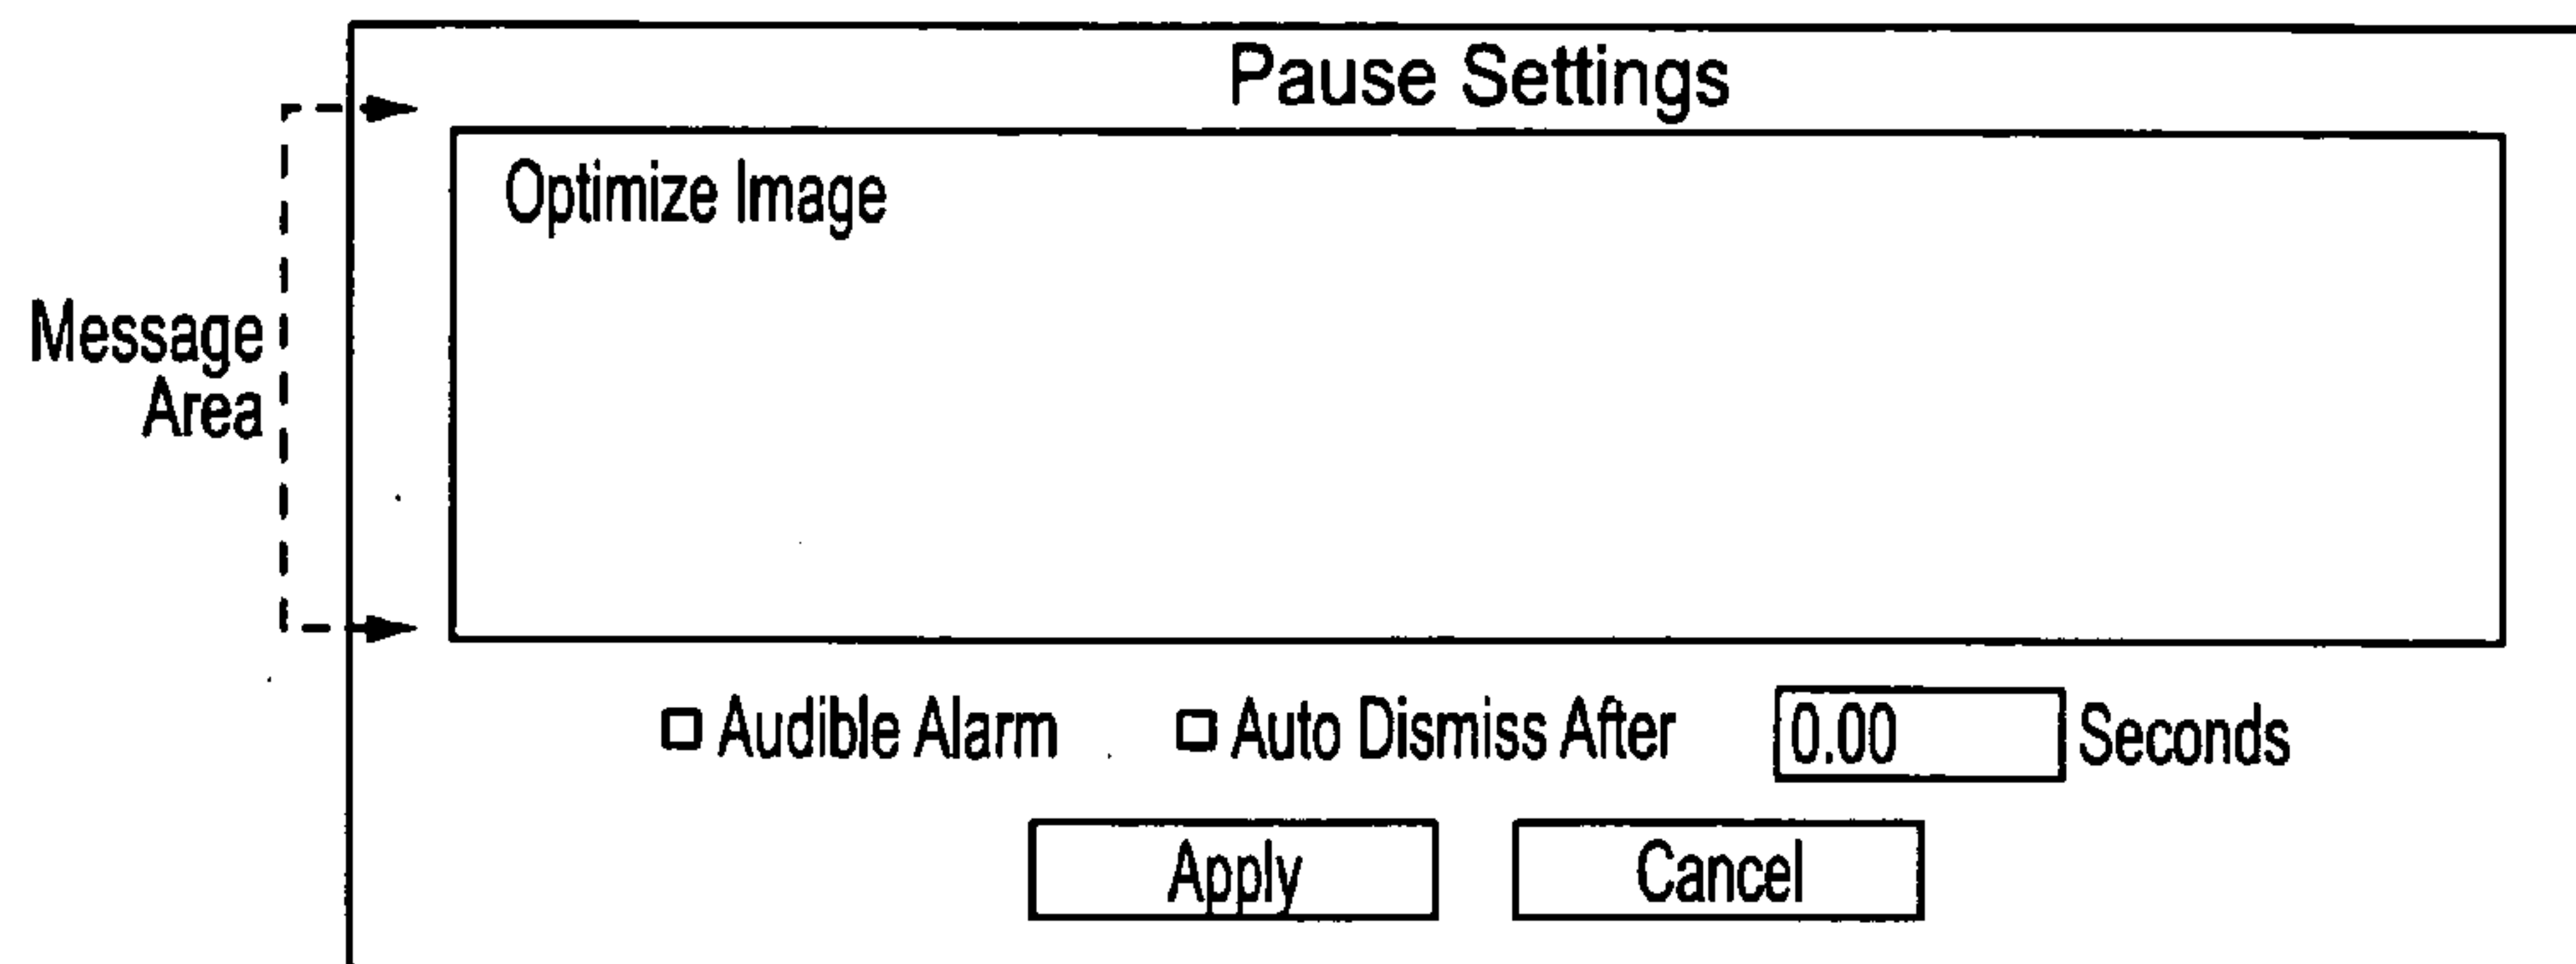 Pause Settings
Optimize Image
Message
Area
Audible Alarm
Auto Dismiss After
0.00
Seconds
Apply
Cancel